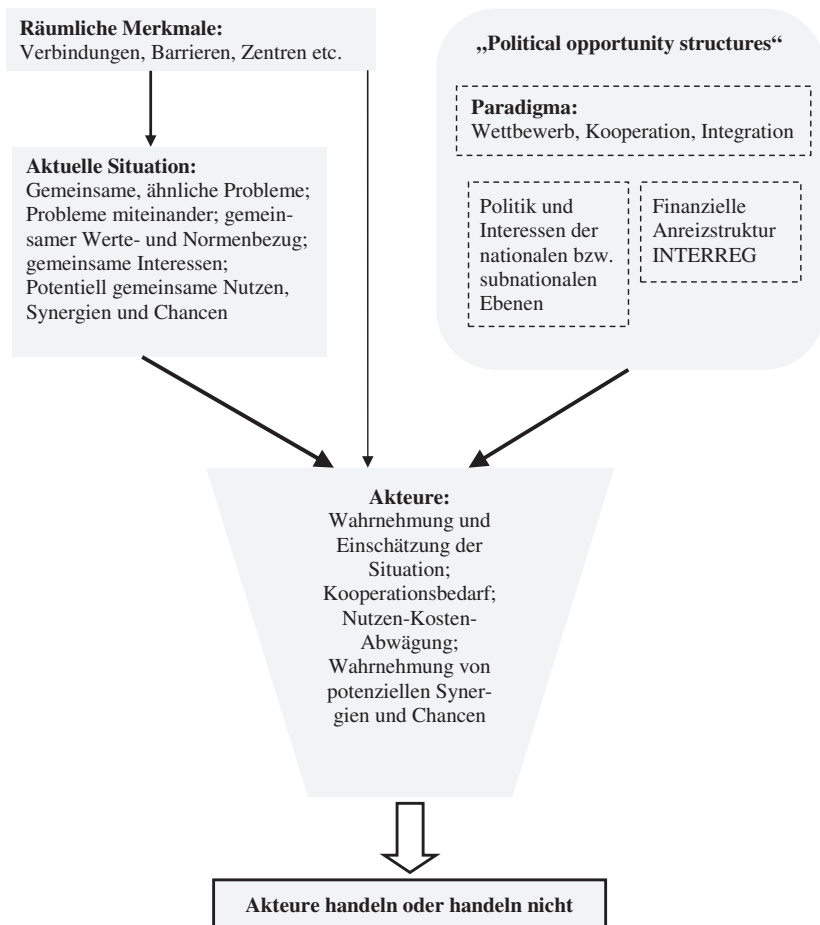 Räumliche Merkmale:
Verbindungen, Barrieren, Zentren etc.
Aktuelle Situation:
Gemeinsame, ähnliche Probleme;
Probleme miteinander; gemein-
samer Werte- und Normenbezug;
gemeinsame Interessen;
Potentiell gemeinsame Nutzen,
Synergien und Chancen
„Political opportunity structures“
Paradigma:
Wettbewerb, Kooperation, Integration
Politik und
Interessen der
nationalen bzw.
subnationalen
Ebenen
Finanzielle
Anreizstruktur
INTERREG
Akteure:
Wahrnehmung und
Einschätzung der
Situation;
Kooperationsbedarf;
Nutzen-Kosten-
Abwägung;
Wahrnehmung von
potenziellen Syner-
gien und Chancen
Akteure handeln oder handeln nicht